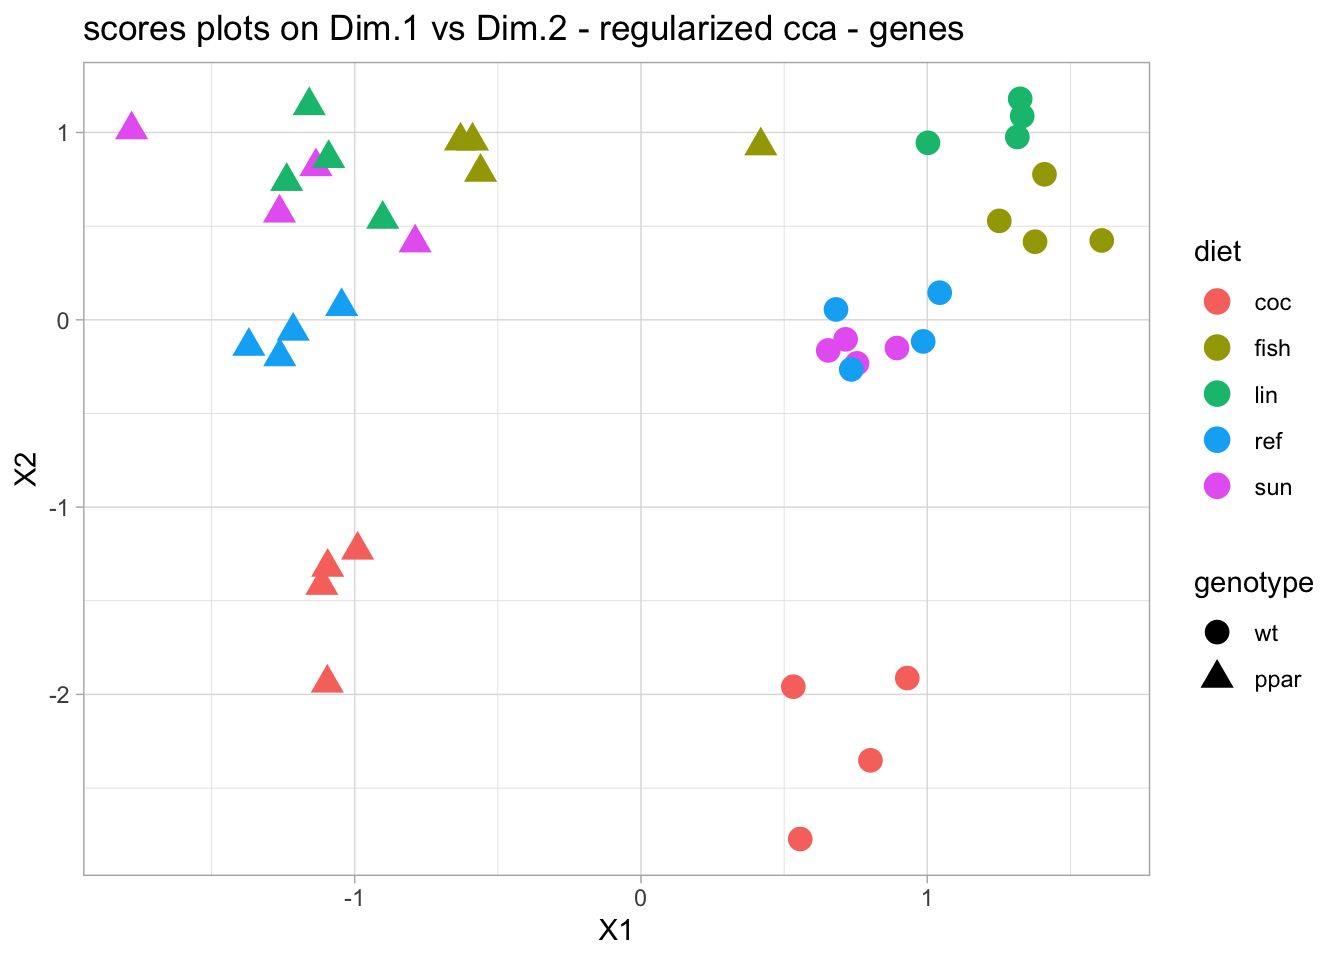 scores plots on Dim.1 vs Dim.2 - regularized cca - genes
1
0
-1
-2
X2
-1
0
1
X1
diet
coc
fish
lin
ref
sun
genotype
wt
ppar